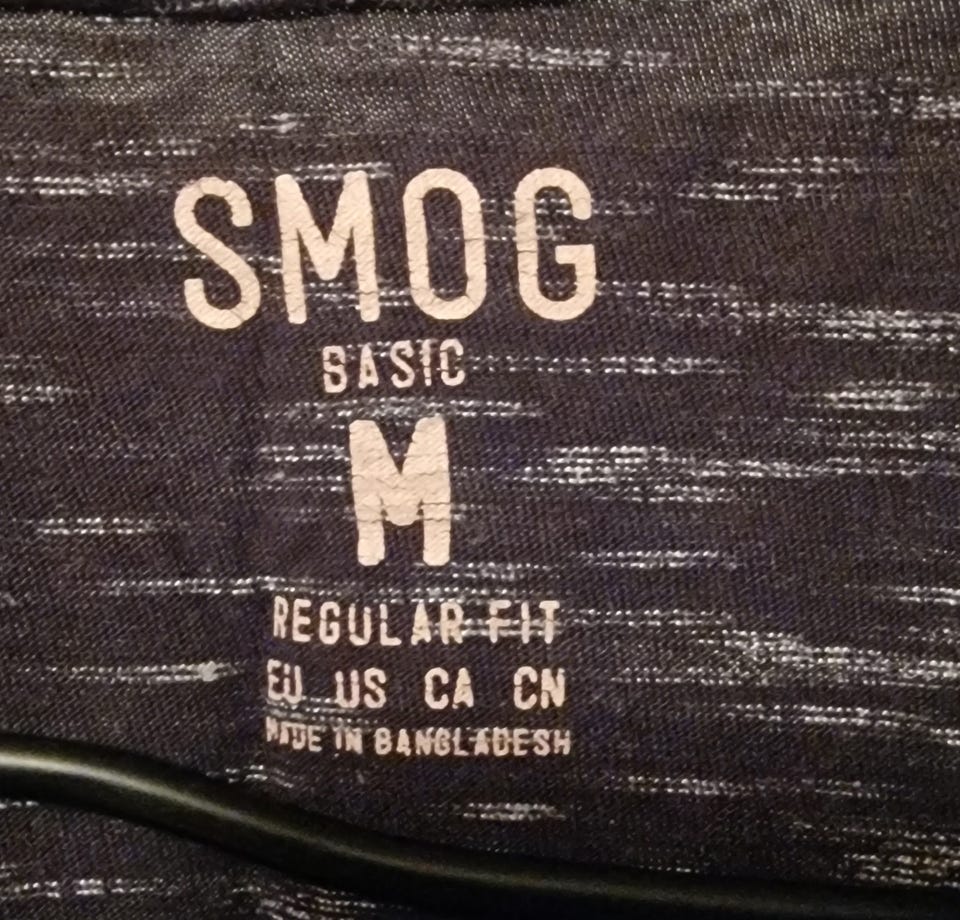 SMOG
BASIC
M
REGULAR FIT
EU US CA CN
MADE IN BANGLADESH